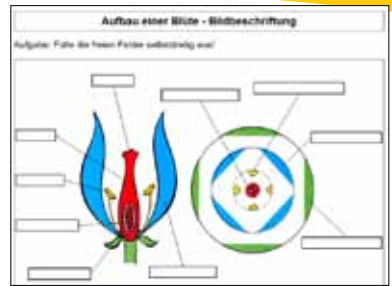 Aufbau einer Blüte - Bildbeschriftung
Aufgabe: Fülle die freien Felder selbstständig aus!